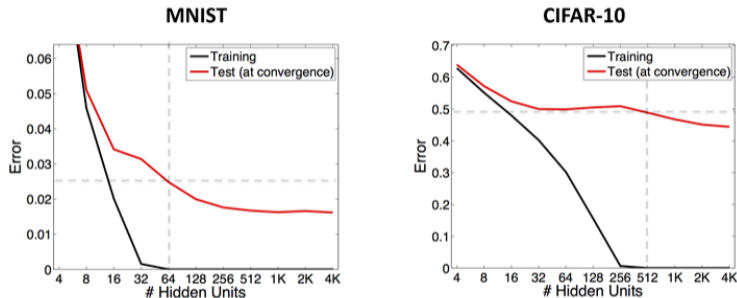 MNIST
0.06
0.05
0.04
0.03
0.02
0.01
0
Error
Training
Test (at convergence)
4 8 16 32 64 128 256 512 1K 2K 4K
# Hidden Units
CIFAR-10
0.7
0.6
0.5
0.4
0.3
0.2
0.1
0
Error
Training
Test (at convergence)
4 8 16 32 64 128 256 512 1K 2K 4K
# Hidden Units